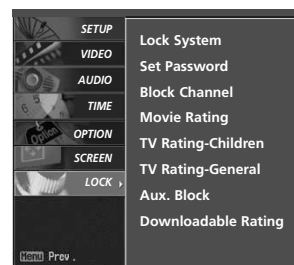 SETUP
VIDEO
AUDIO
TIME
OPTION
SCREEN
LOCK
Lock System
Set Password
Block Channel
Movie Rating
TV Rating-Children
TV Rating-General
Aux. Block
Downloadable Rating
Menu Prev.